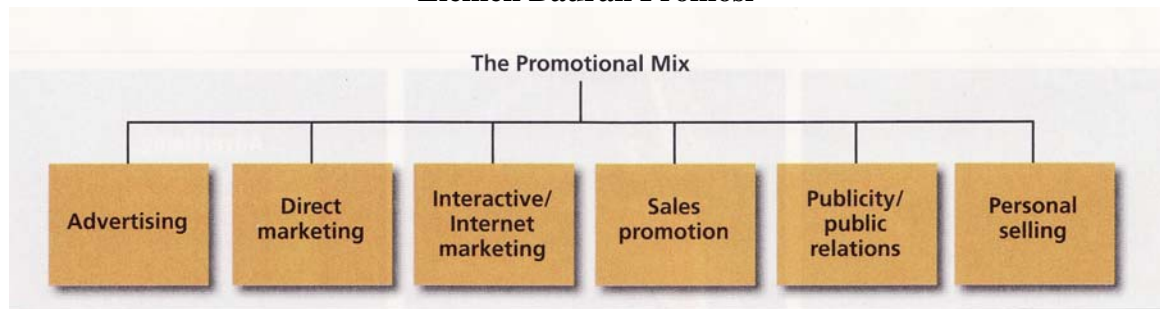 The Promotional Mix
Advertising
Direct
marketing
Interactive/
Internet
marketing
Sales
promotion
Publicity/
public
relations
Personal
selling